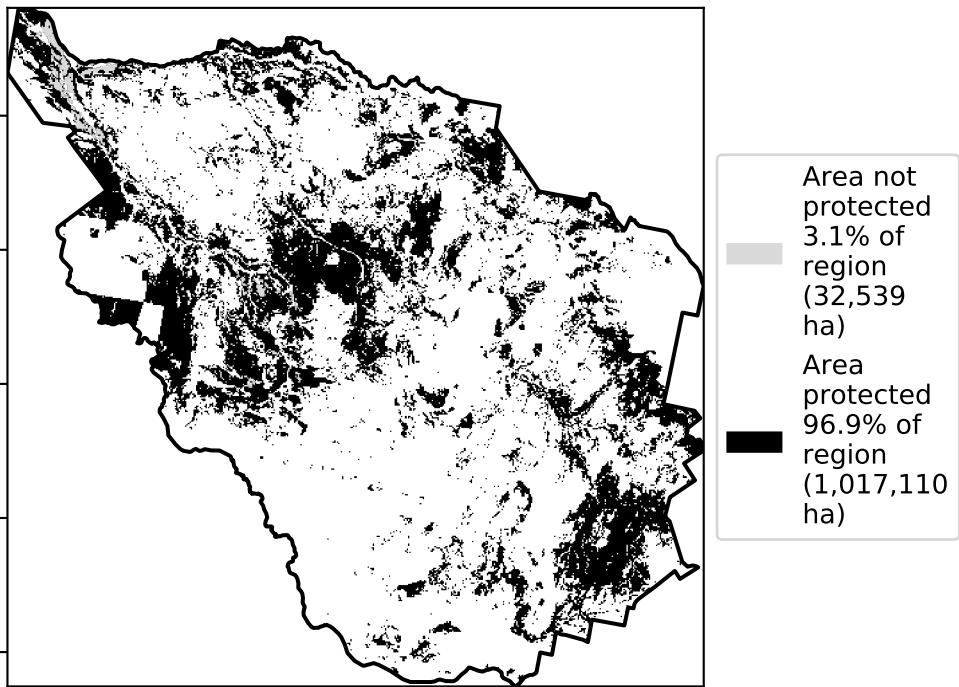 Area not
protected
3.1% of
region
(32,539
ha)
Area
protected
96.9% of
region
(1,017,110
ha)